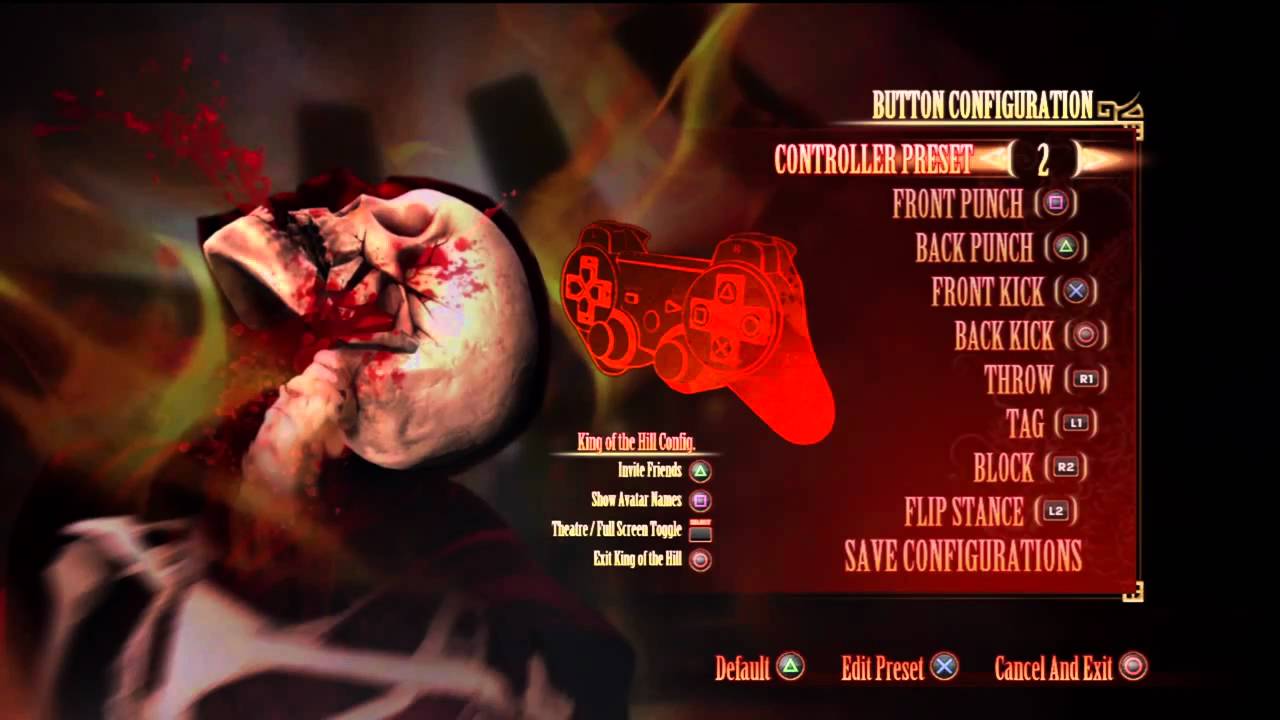 BUTTON CONFIGURATION
CONTROLLER PRESET 2
FRONT PUNCH
BACK PUNCH
FRONT KICK
BACK KICK
THROW R1
TAG L1
BLOCK R2
FLIP STANCE L2
SAVE CONFIGURATIONS
King of the Hill Config.
Invite Friends
Show Avatar Names
Theatre / Full Screen Toggle SELECT
Exit King of the Hill
Default
Edit Preset
Cancel And Exit